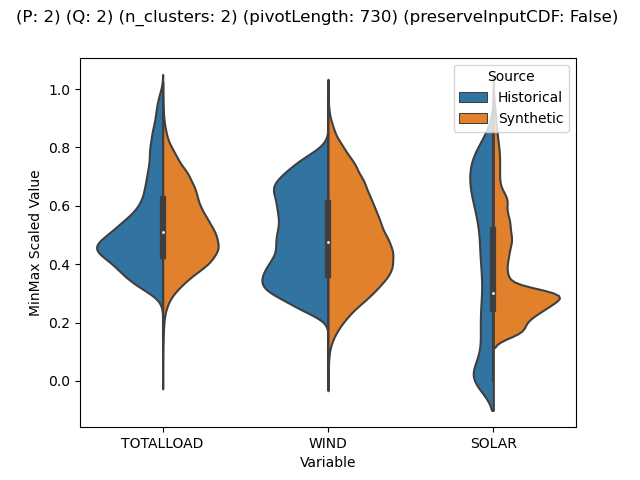 (P: 2) (Q: 2) (n_clusters: 2) (pivotLength: 730) (preserveInputCDF: False)
Source
Historical
Synthetic
1.0
0.8
0.6
0.4
0.2
0.0
MinMax Scaled Value
TOTALLOAD
WIND
SOLAR
Variable